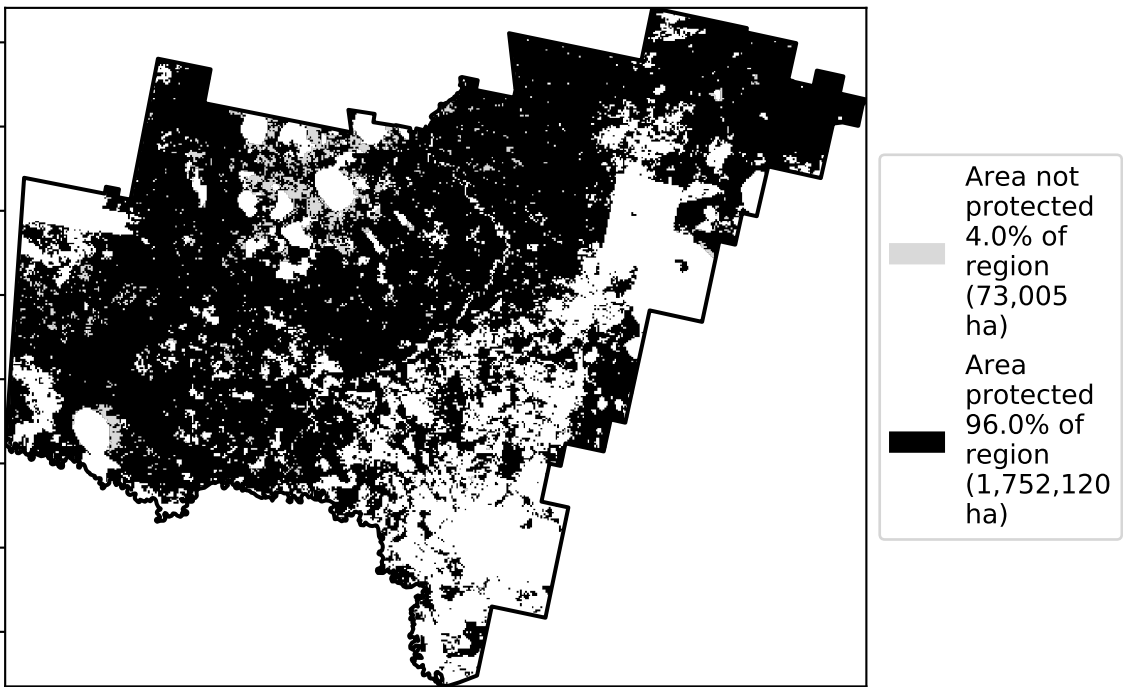 Area not
protected
4.0% of
region
(73,005
ha)
Area
protected
96.0% of
region
(1,752,120
ha)